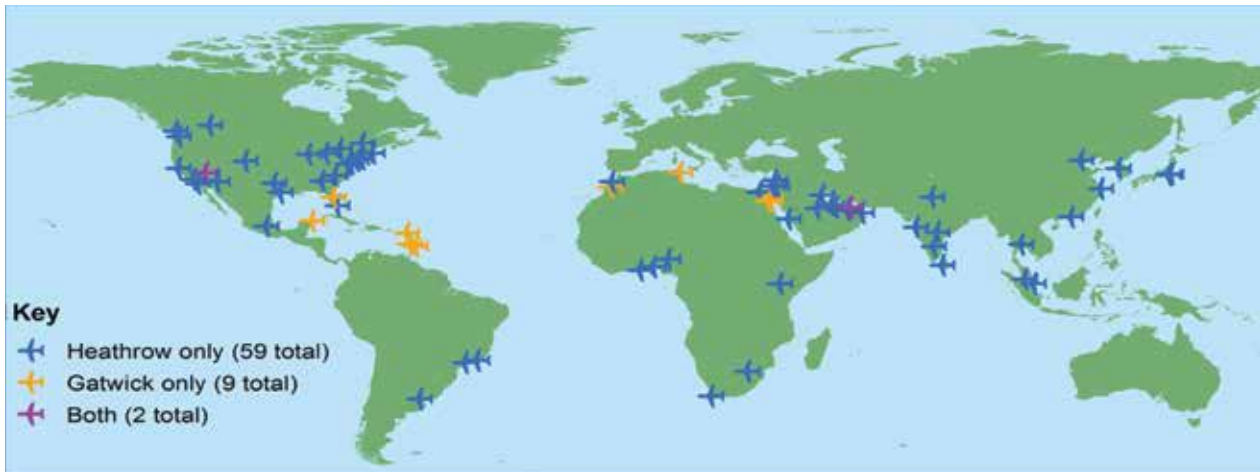 Key
Heathrow only (59 total)
Gatwick only (9 total)
Both (2 total)